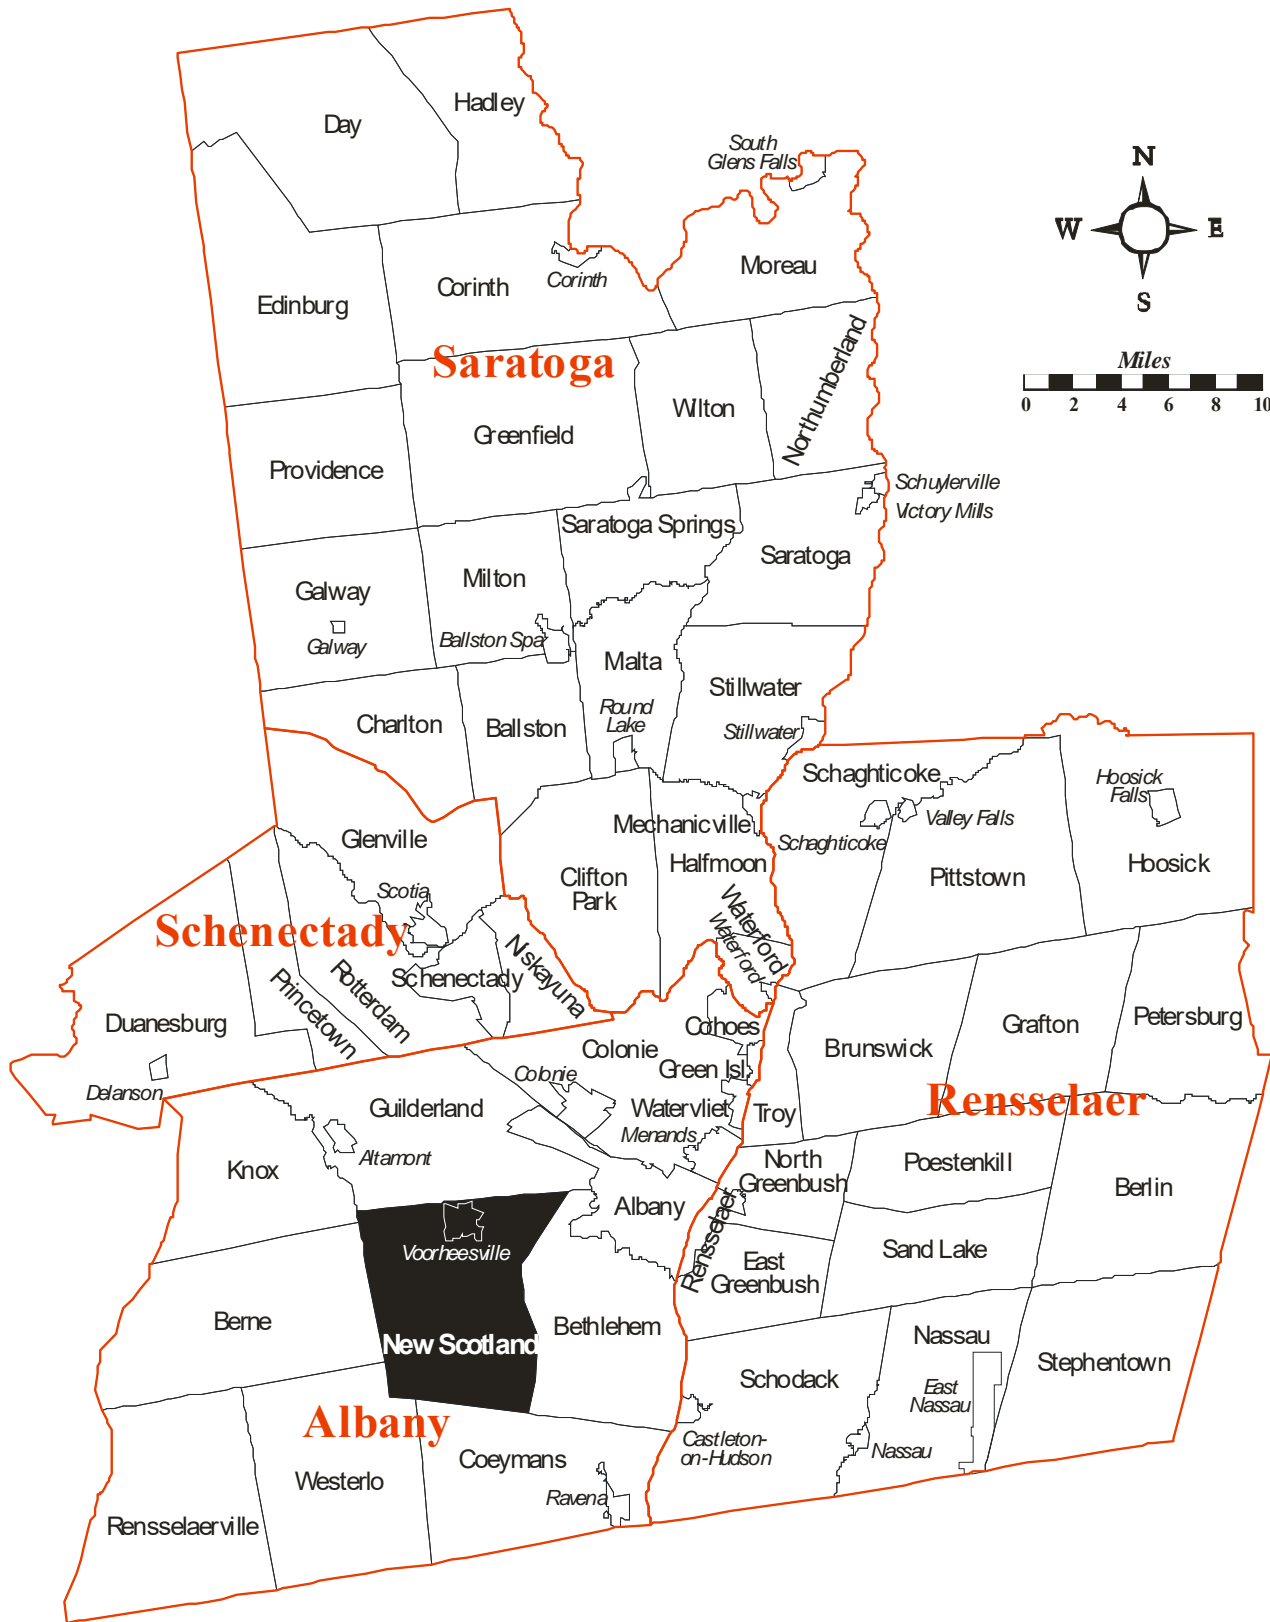 Hadley
Day
South
Glens Falls
N
W
E
S
Moreau
Corinth
Corinth
Edinburg
Saratoga
Miles
0 2 4 6 8 10
Northumberland
Wilton
Greenfield
Providence
Schuylerville
Victory Mills
Saratoga Springs
Saratoga
Milton
Galway
Galway
Ballston Spa
Malta
Stillwater
Round
Lake
Charlton
Ballston
Stillwater
Schaghticoke
Hoosick
Falls
Mechanicville
Valley Falls
Schaghticoke
Glenville
Halfmoon
Hoosick
Clifton
Park
Pittstown
Scotia
Waterford
Waterford
Schenectady
Niskayuna
Schenectady
Rotterdam
Princetown
Duanesburg
Cohoes
Grafton
Petersburg
Colonie
Brunswick
Green Isl.
Colonie
Delanson
Rensselaer
Guilderland
Watervliet
Troy
Menands
Altamont
Knox
North
Greenbush
Poestenkill
Berlin
Albany
Rensselaer
Voorheesville
Sand Lake
East
Greenbush
Berne
New Scotland
Bethlehem
Nassau
Stephentown
Schodack
East
Nassau
Albany
Castleton-
on-Hudson
Nassau
Coeymans
Westerlo
Ravena
Rensselaerville